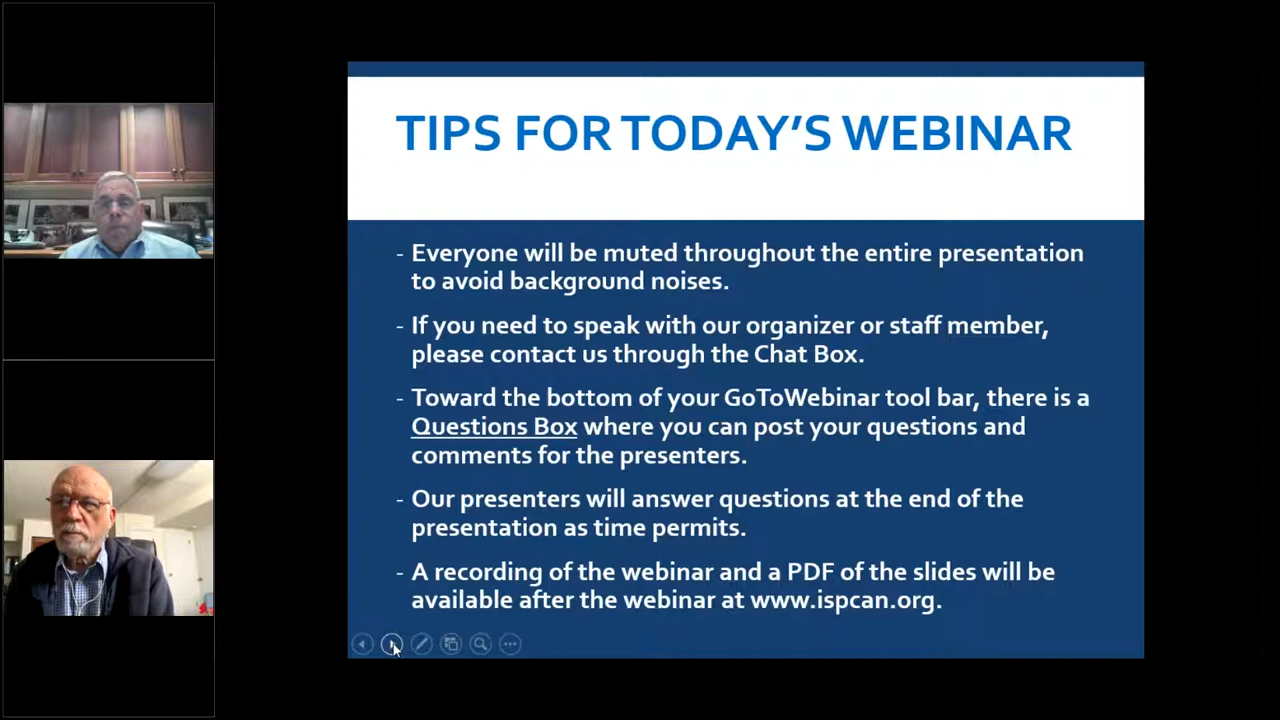 TIPS FOR TODAY’S WEBINAR
- Everyone will be muted throughout the entire presentation
to avoid background noises.
- If you need to speak with our organizer or staff member,
please contact us through the Chat Box.
- Toward the bottom of your GoToWebinar tool bar, there is a
Questions Box where you can post your questions and
comments for the presenters.
- Our presenters will answer questions at the end of the
presentation as time permits.
- A recording of the webinar and a PDF of the slides will be
available after the webinar at www.ispcan.org.